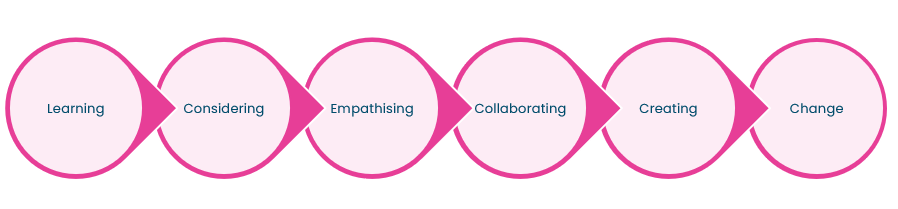 Learning
Considering
Empathising
Collaborating
Creating
Change